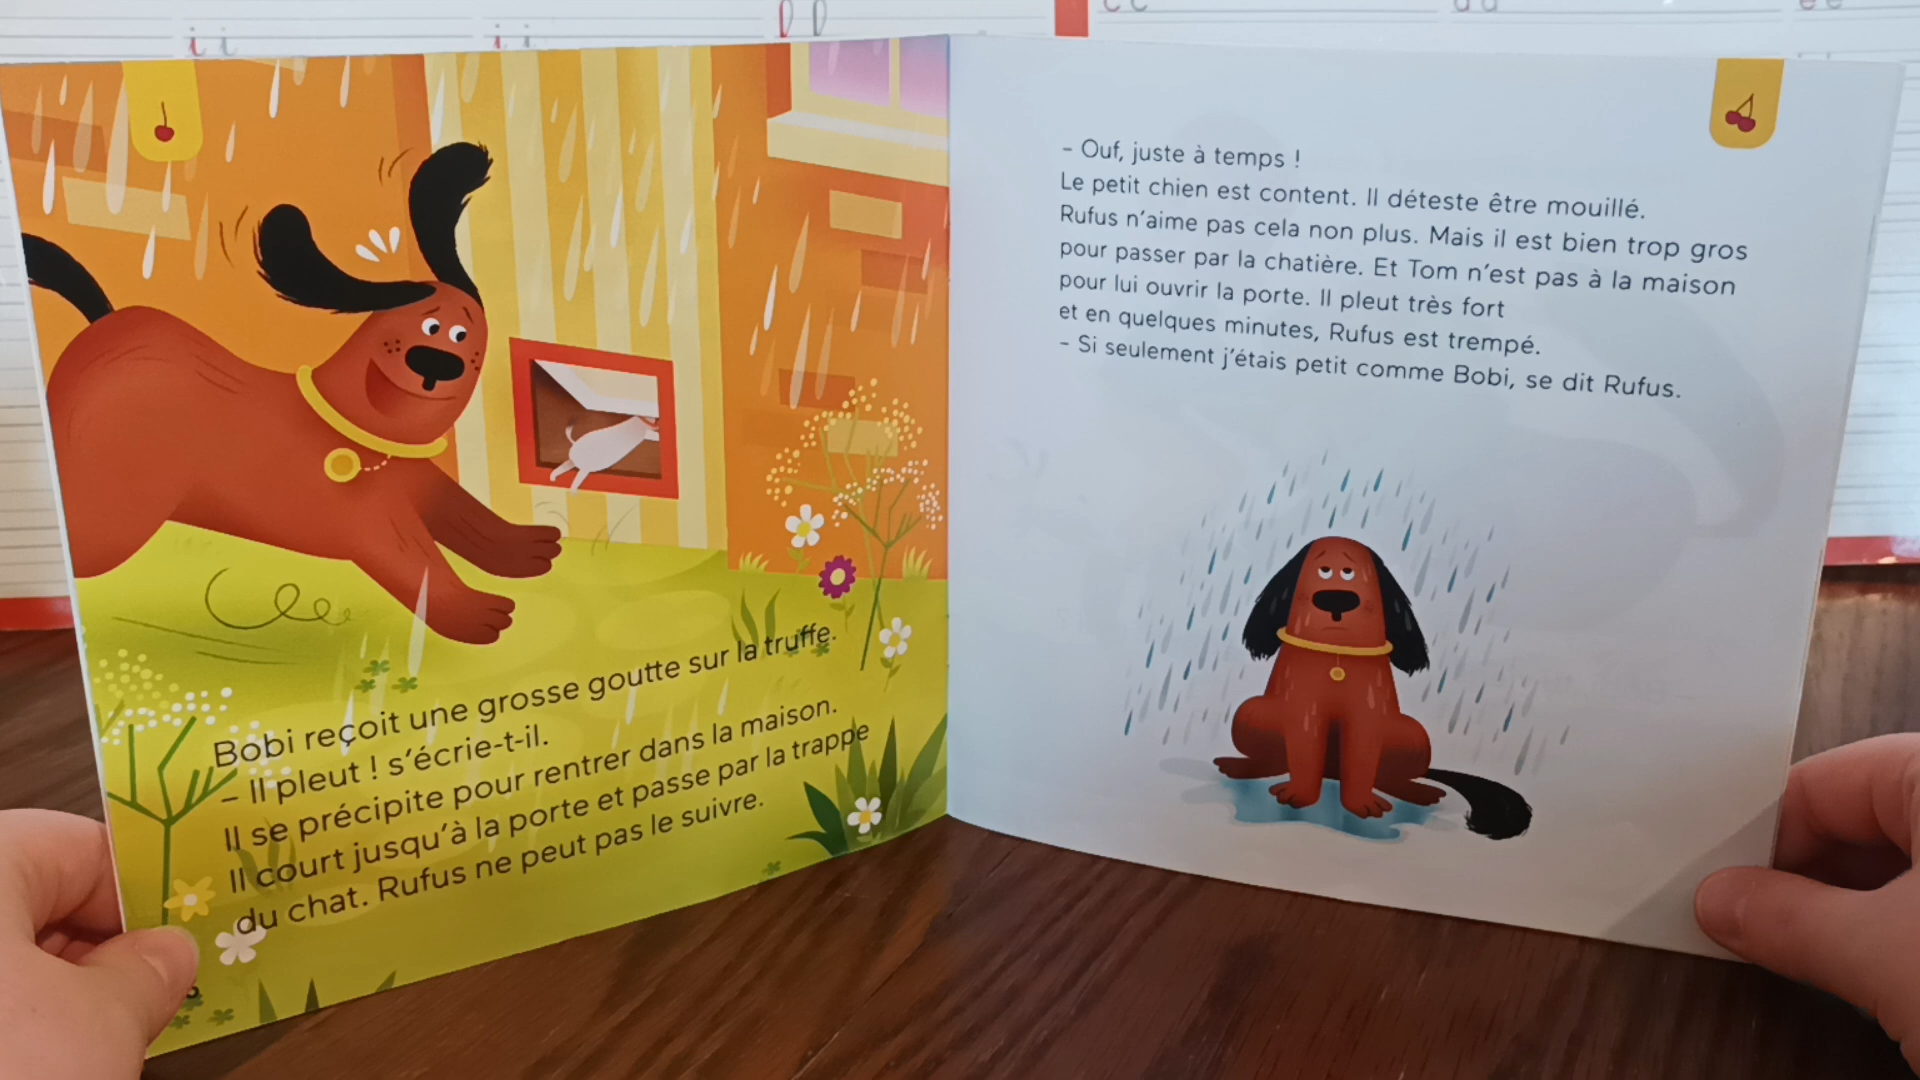 i i
i i
Bobi reçoit une grosse goutte sur la truffe.
– Il pleut ! s'écrie-t-il.
Il se précipite pour rentrer dans la maison.
Il court jusqu'à la porte et passe par la trappe
du chat. Rufus ne peut pas le suivre.
– Ouf, juste à temps !
Le petit chien est content. Il déteste être mouillé.
Rufus n'aime pas cela non plus. Mais il est bien trop gros
pour passer par la chatière. Et Tom n'est pas à la maison
pour lui ouvrir la porte. Il pleut très fort
et en quelques minutes, Rufus est trempé.
– Si seulement j'étais petit comme Bobi, se dit Rufus.